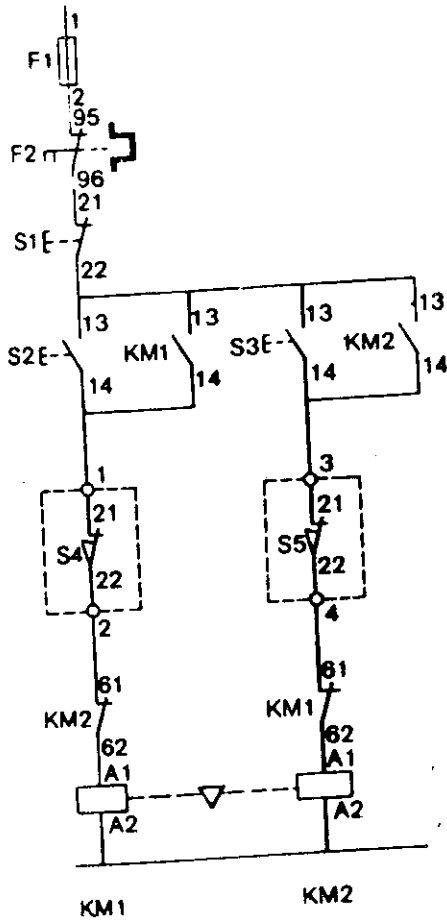 1
F1
2
95
F2
96
21
S1
22
13 13 13 13
S2 KM1 S3 KM2
14 14 14 14
1 3
21 21
S4 S5
22 22
2 4
61 61
KM2 KM1
62 62
A1 A1
A2 A2
KM1 KM2